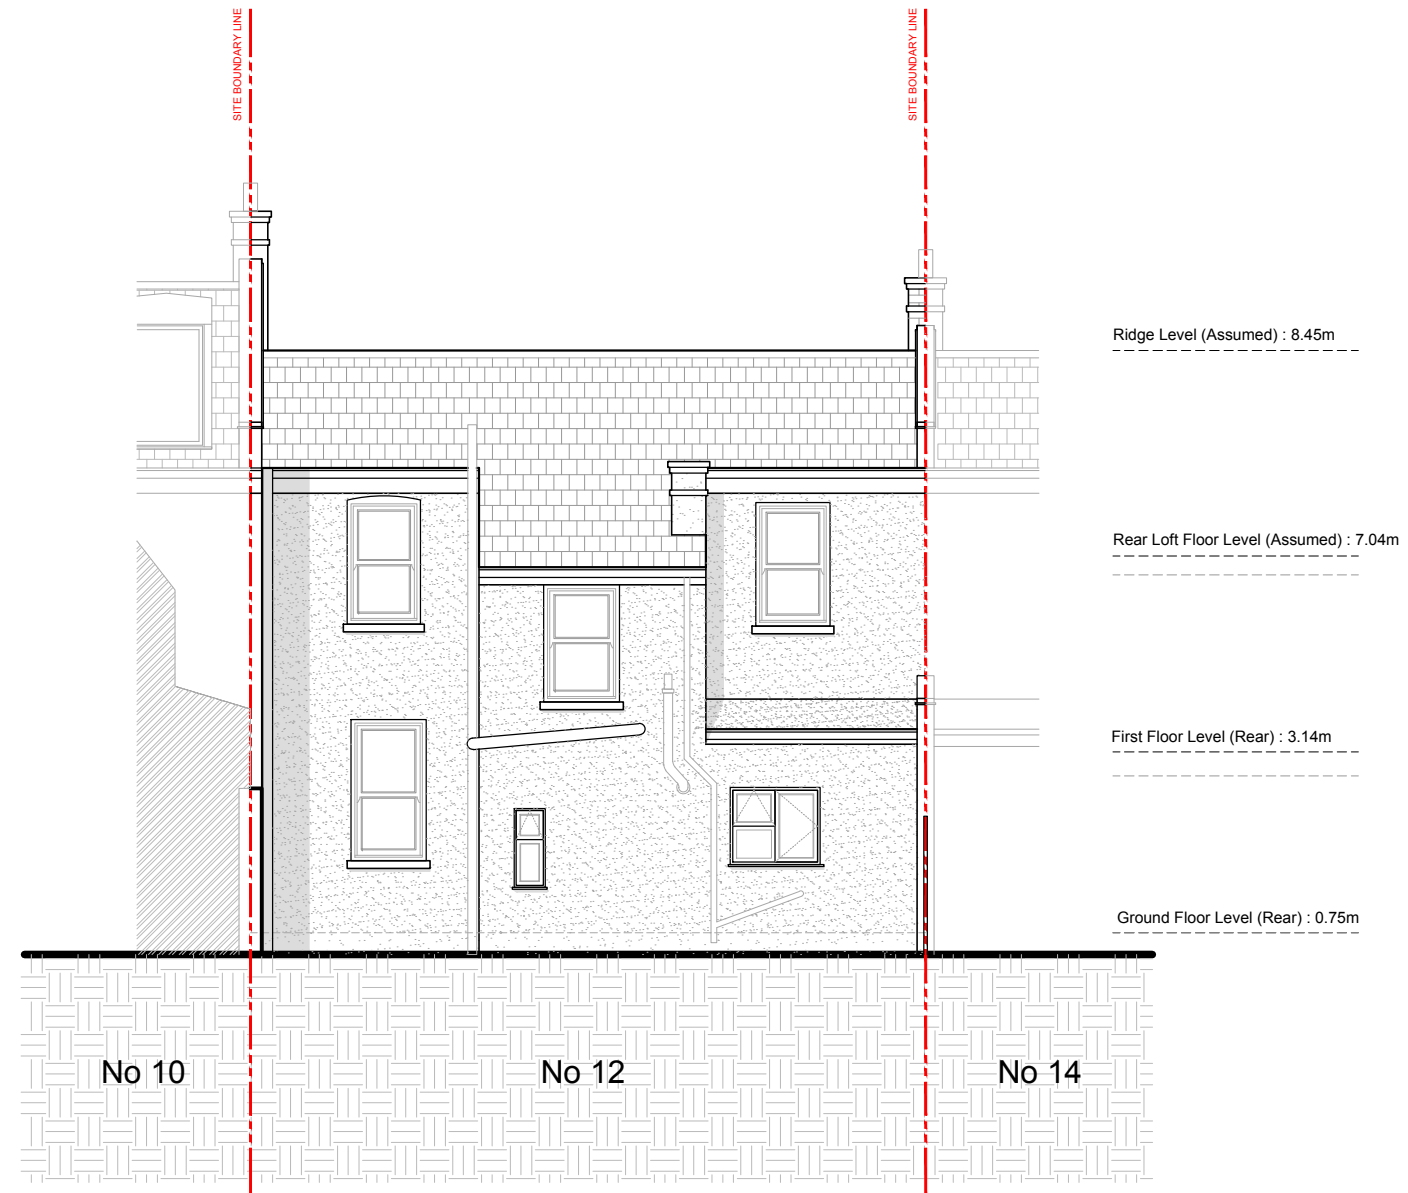 SITE BOUNDARY LINE
SITE BOUNDARY LINE
Ridge Level (Assumed) : 8.45m
Rear Loft Floor Level (Assumed) : 7.04m
First Floor Level (Rear) : 3.14m
Ground Floor Level (Rear) : 0.75m
No 10
No 12
No 14